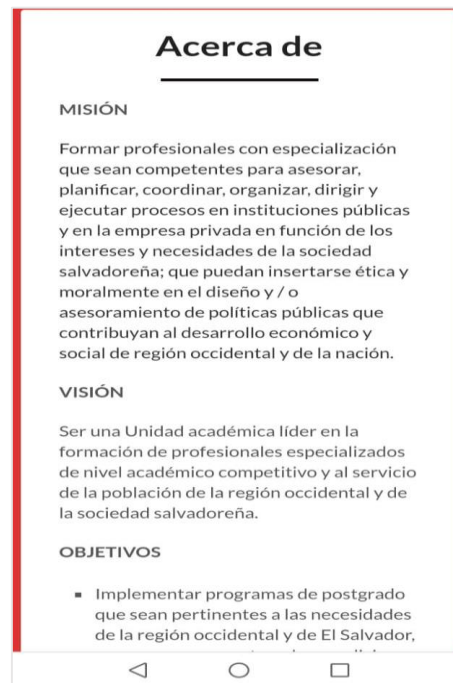 Acerca de
MISIÓN
Formar profesionales con especialización
que sean competentes para asesorar,
planificar, coordinar, organizar, dirigir y
ejecutar procesos en instituciones públicas
y en la empresa privada en función de los
intereses y necesidades de la sociedad
salvadoreña; que puedan insertarse ética y
moralmente en el diseño y / o
asesoramiento de políticas públicas que
contribuyan al desarrollo económico y
social de región occidental y de la nación.
VISIÓN
Ser una Unidad académica líder en la
formación de profesionales especializados
de nivel académico competitivo y al servicio
de la población de la región occidental y de
la sociedad salvadoreña.
OBJETIVOS
▪ Implementar programas de postgrado
que sean pertinentes a las necesidades
de la región occidental y de El Salvador,